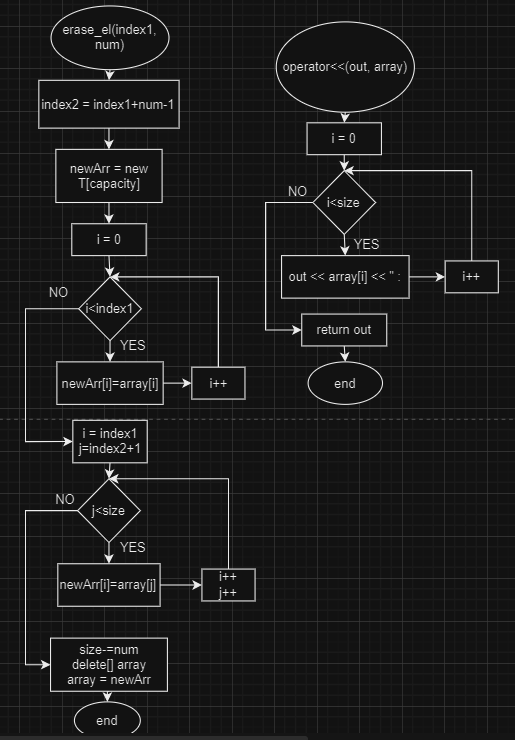 erase_el(index1,
num)
index2 = index1+num-1
newArr = new
T[capacity]
i = 0
i<index1
NO
YES
newArr[i]=array[i]
i++
i = index1
j=index2+1
j<size
NO
YES
newArr[i]=array[j]
i++
j++
size-=num
delete[] array
array = newArr
end
operator<<(out, array)
i = 0
i<size
NO
YES
out << array[i] << " :
i++
return out
end